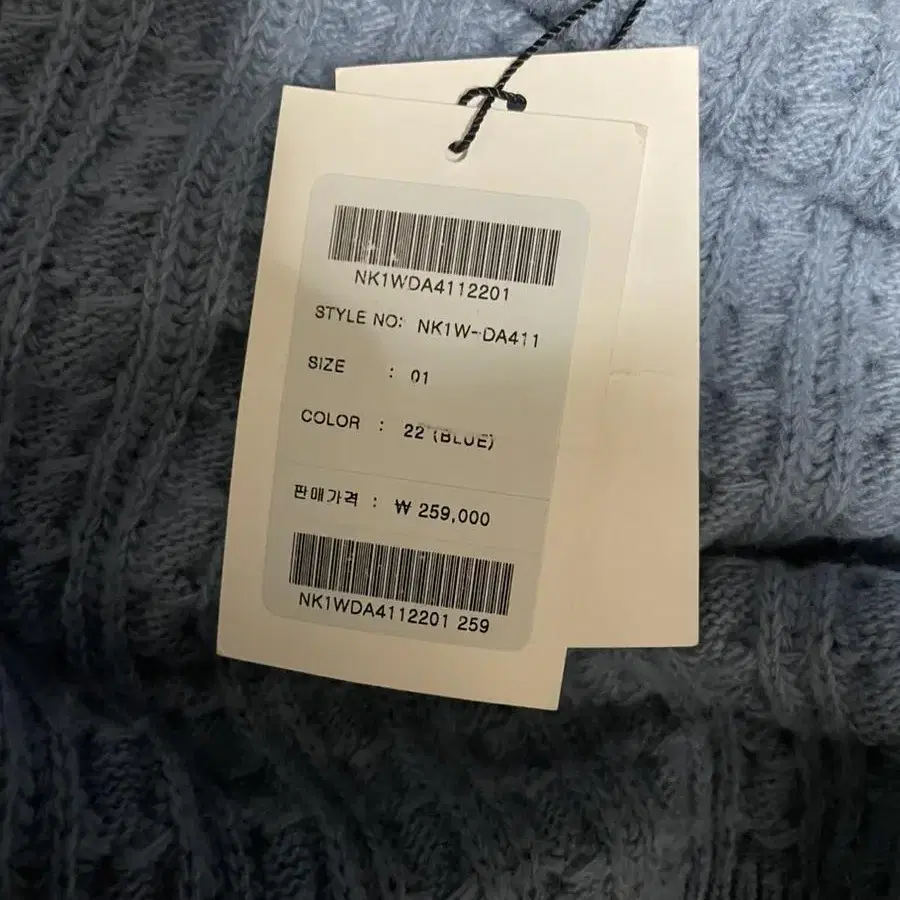 NK1WDA4112201
STYLE NO: NK1W-DA411
SIZE : 01
COLOR : 22 (BLUE)
판매가격 : ₩ 259,000
NK1WDA4112201 259